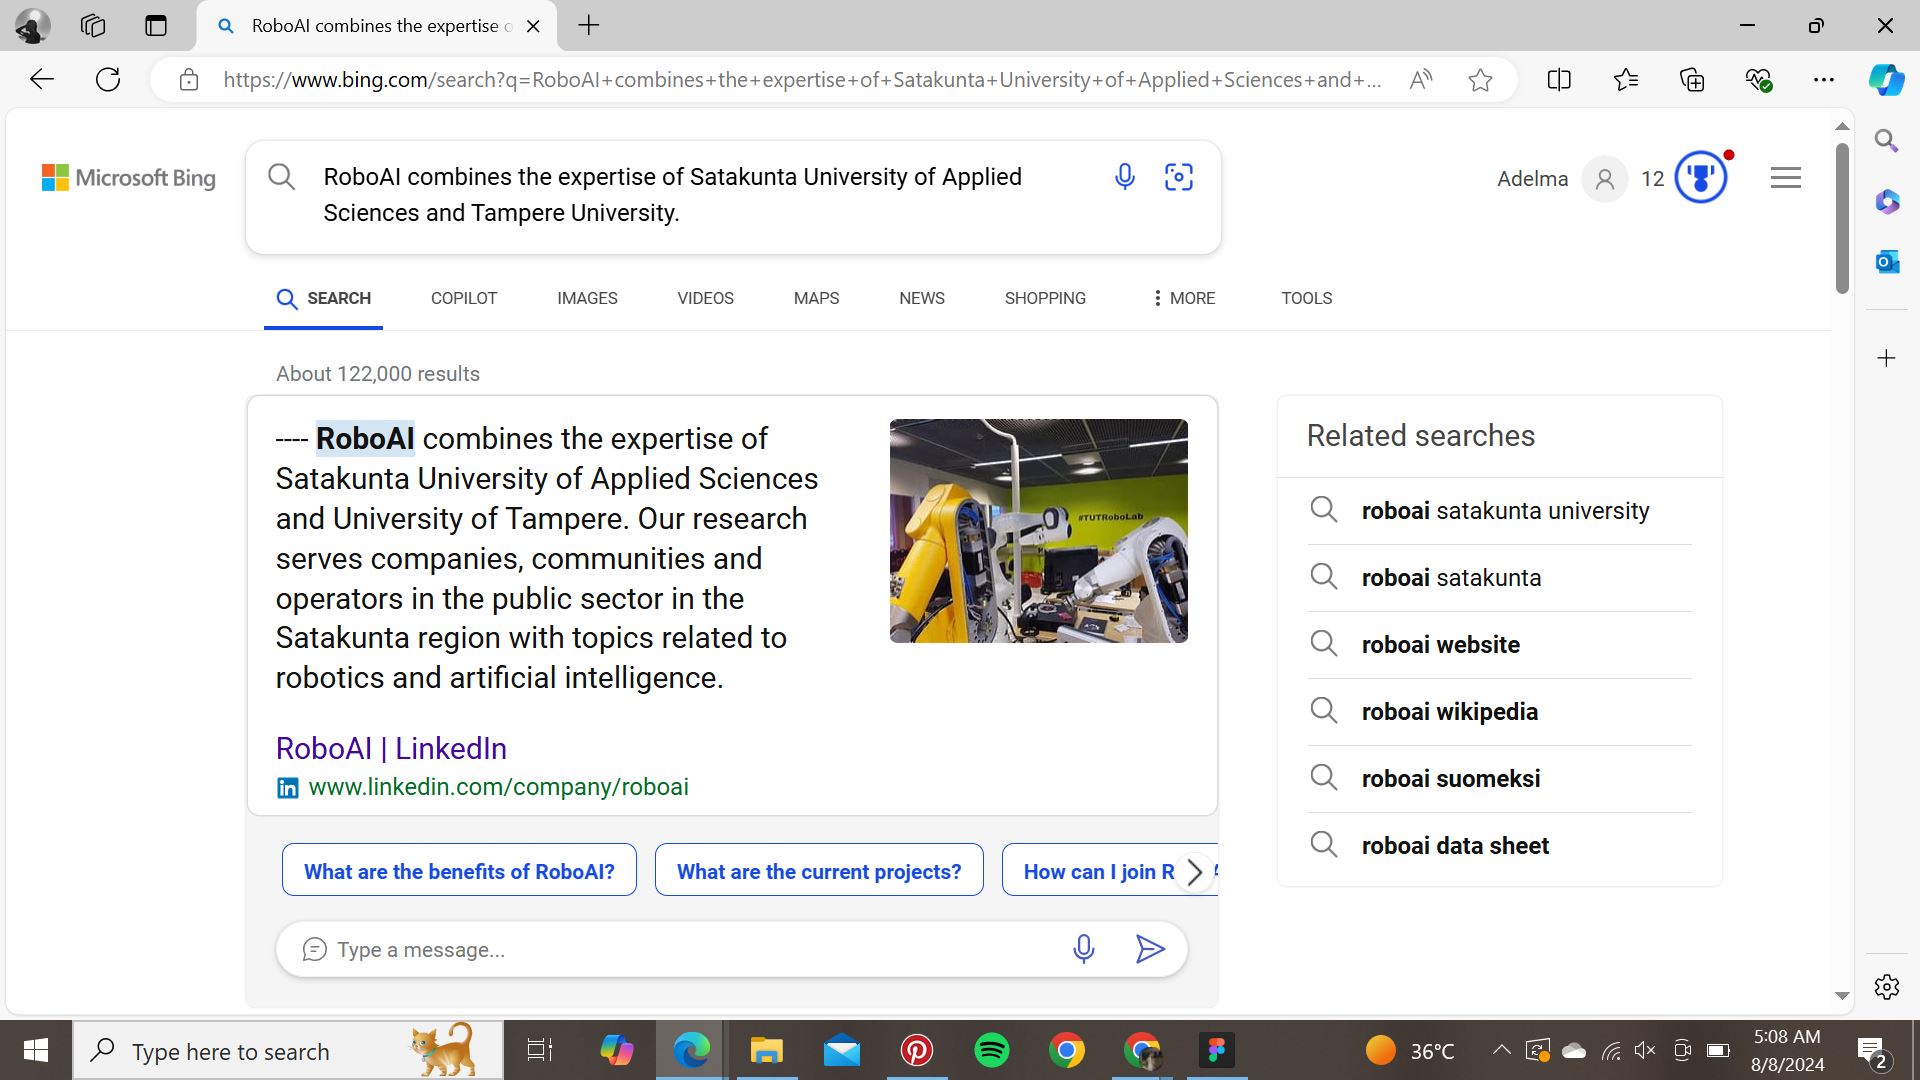 RoboAI combines the expertise o
https://www.bing.com/search?q=RoboAI+combines+the+expertise+of+Satakunta+University+of+Applied+Sciences+and+...
Microsoft Bing
RoboAI combines the expertise of Satakunta University of Applied
Sciences and Tampere University.
Adelma
12
SEARCH
COPILOT
IMAGES
VIDEOS
MAPS
NEWS
SHOPPING
MORE
TOOLS
About 122,000 results
---- RoboAI combines the expertise of
Satakunta University of Applied Sciences
and University of Tampere. Our research
serves companies, communities and
operators in the public sector in the
Satakunta region with topics related to
robotics and artificial intelligence.
#TUTRoboLab
RoboAI | LinkedIn
in www.linkedin.com/company/roboai
What are the benefits of RoboAI?
What are the current projects?
How can I join R
Type a message...
Related searches
roboai satakunta university
roboai satakunta
roboai website
roboai wikipedia
roboai suomeksi
roboai data sheet
Type here to search
36°C
5:08 AM
8/8/2024
2